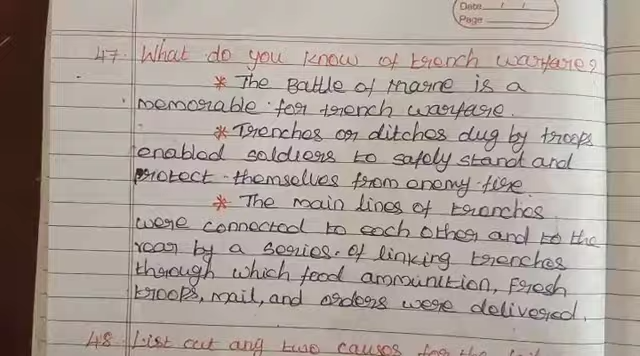 Date / /
Page
47. What do you know of trench warfare?
* The Battle of Marne is a
memorable for trench warfare.
* Trenches or ditches dug by troops
enabled soldiers to safely stand and
protect themselves from enemy fire.
* The main lines of trenches
were connected to each other and to the
rear by a series of linking trenches
through which food ammunition, fresh
troops, mail, and orders were delivered.
48. List out any two causes for the